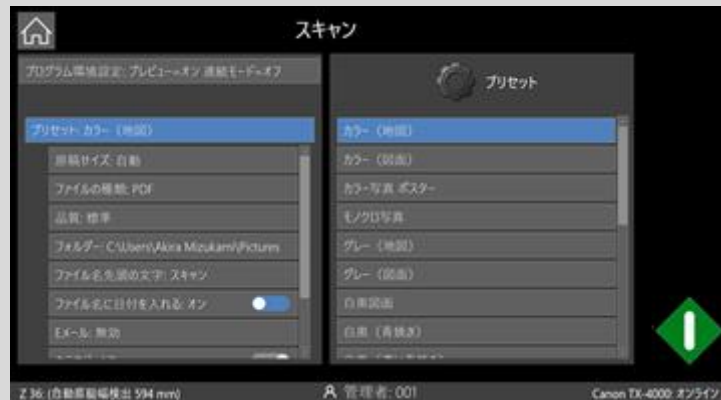 スキャン
プログラム環境設定: プレビュー=オン 連続モード=オフ
プリセット: カラー（地図）
原稿サイズ: 自動
ファイルの種類: PDF
品質: 標準
フォルダー: C:\Users\Akira Mizukami\Pictures
ファイル名先頭の文字: スキャン
ファイル名に日付を入れる: オン
Eメール: 無効
プリセット
カラー（地図）
カラー（図面）
カラー写真 ポスター
モノクロ写真
グレー（地図）
グレー（図面）
白黒図面
白黒（青焼き）
Z 36: (自動原稿幅検出 594 mm)
管理者: 001
Canon TX-4000: オンライン